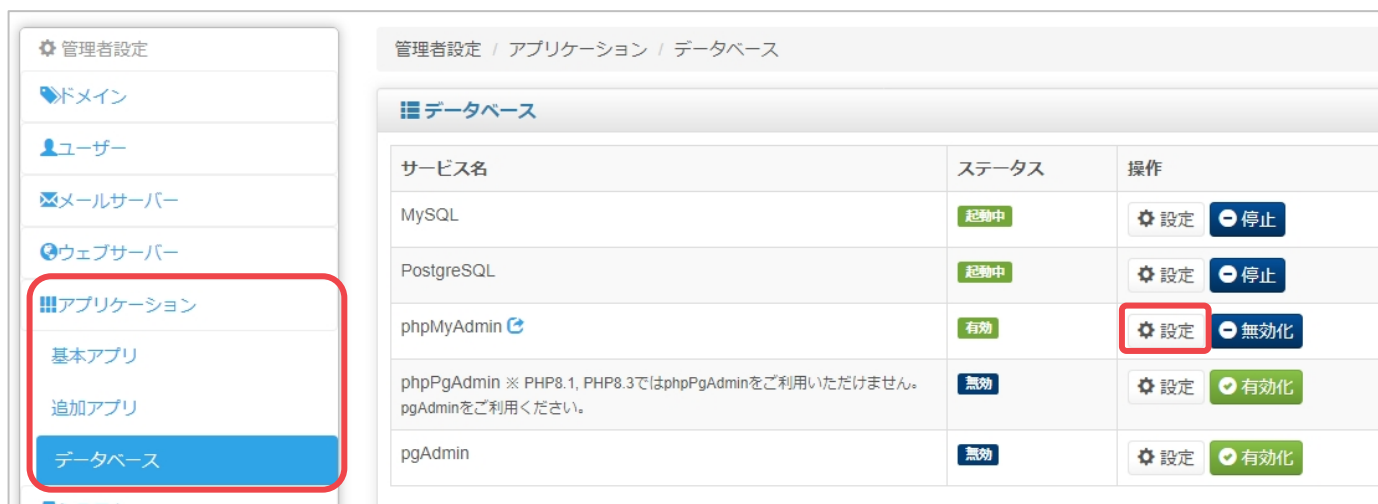 管理者設定
ドメイン
ユーザー
メールサーバー
ウェブサーバー
アプリケーション
基本アプリ
追加アプリ
データベース
管理者設定 / アプリケーション / データベース
データベース
サービス名 ステータス 操作
MySQL 起動中 設定 停止
PostgreSQL 起動中 設定 停止
phpMyAdmin 有効 設定 無効化
phpPgAdmin ※ PHP8.1, PHP8.3ではphpPgAdminをご利用いただけません。 無効 設定 有効化
pgAdminをご利用ください。
pgAdmin 無効 設定 有効化